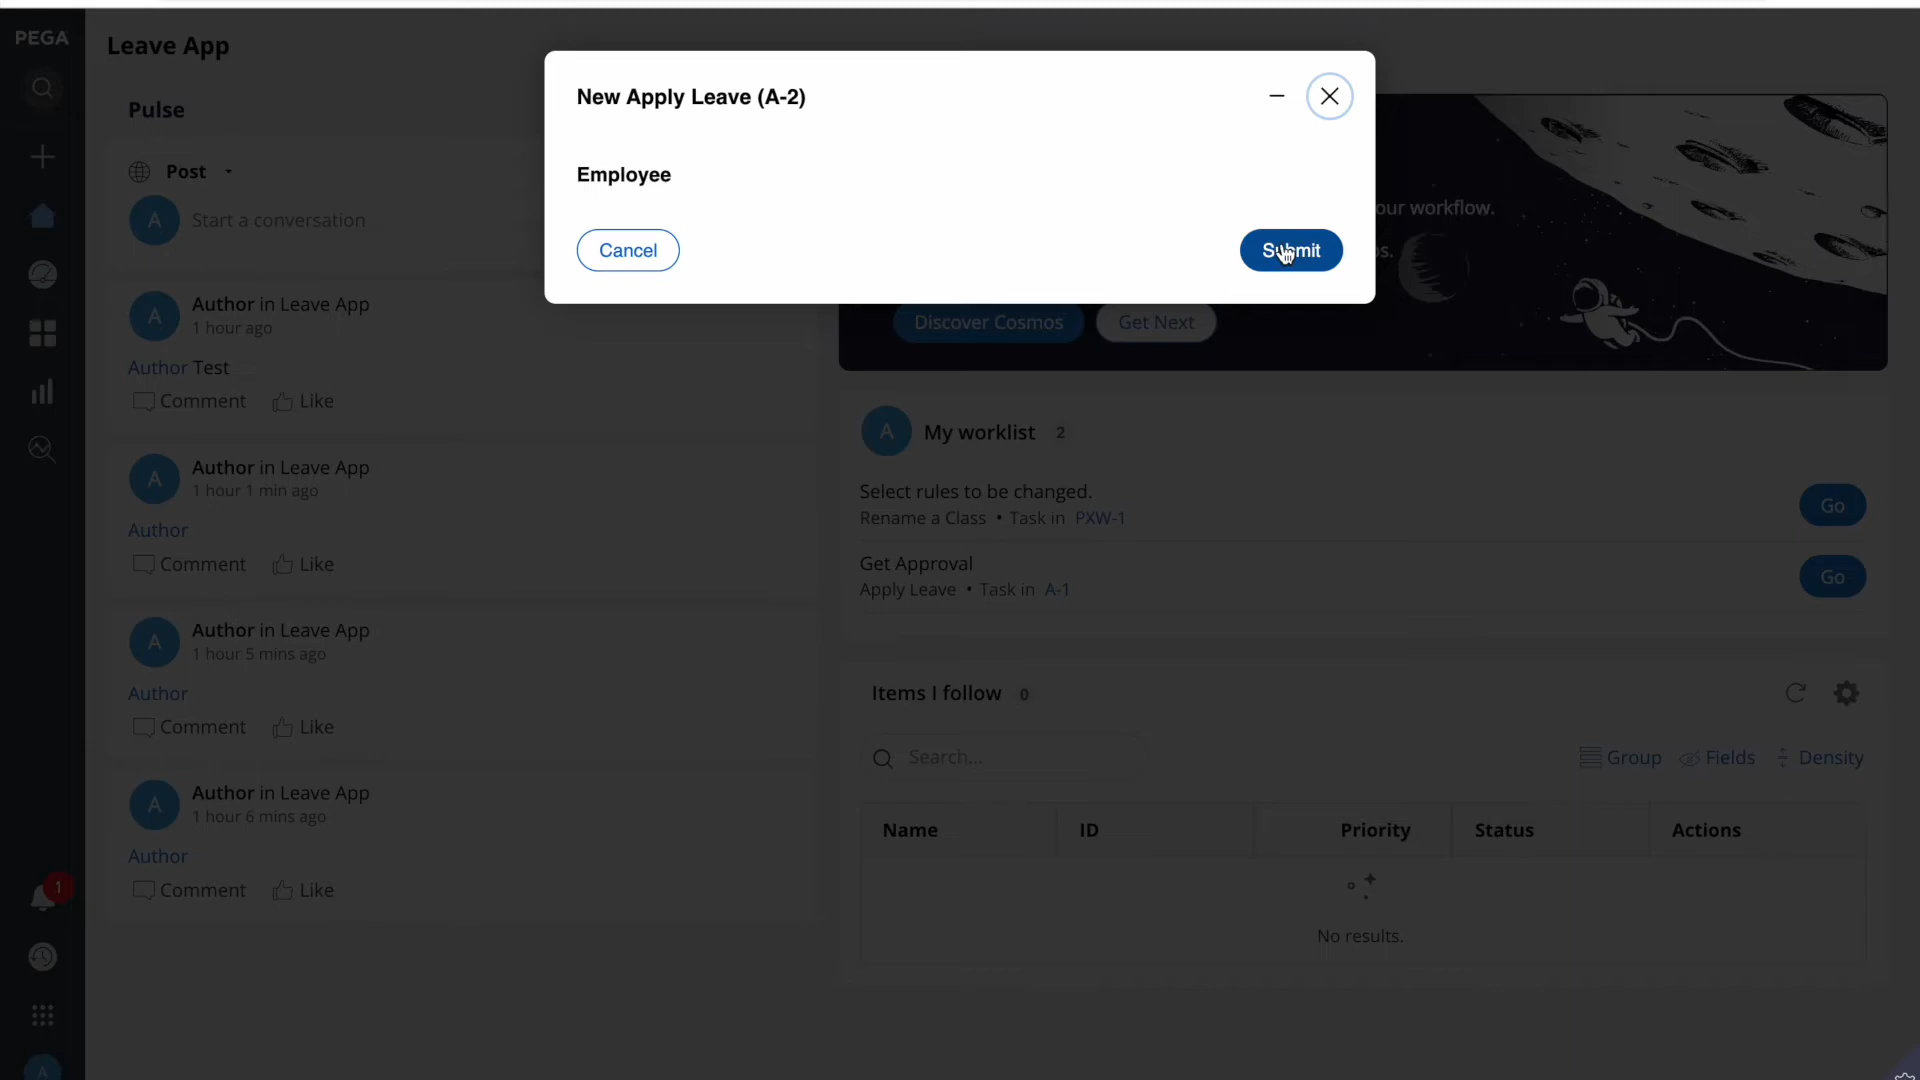 PEGA
Leave App
Pulse
Post
A Start a conversation
A Author in Leave App
1 hour ago
Author Test
Comment Like
A Author in Leave App
1 hour 1 min ago
Author
Comment Like
A Author in Leave App
1 hour 5 mins ago
Author
Comment Like
A Author in Leave App
1 hour 6 mins ago
Author
Comment Like
1
A
New Apply Leave (A-2)
Employee
Cancel Submit
our workflow.
s.
Discover Cosmos Get Next
A My worklist 2
Select rules to be changed.
Rename a Class • Task in PXW-1
Go
Get Approval
Apply Leave • Task in A-1
Go
Items I follow 0
Search... Group Fields Density
Name ID Priority Status Actions
No results.